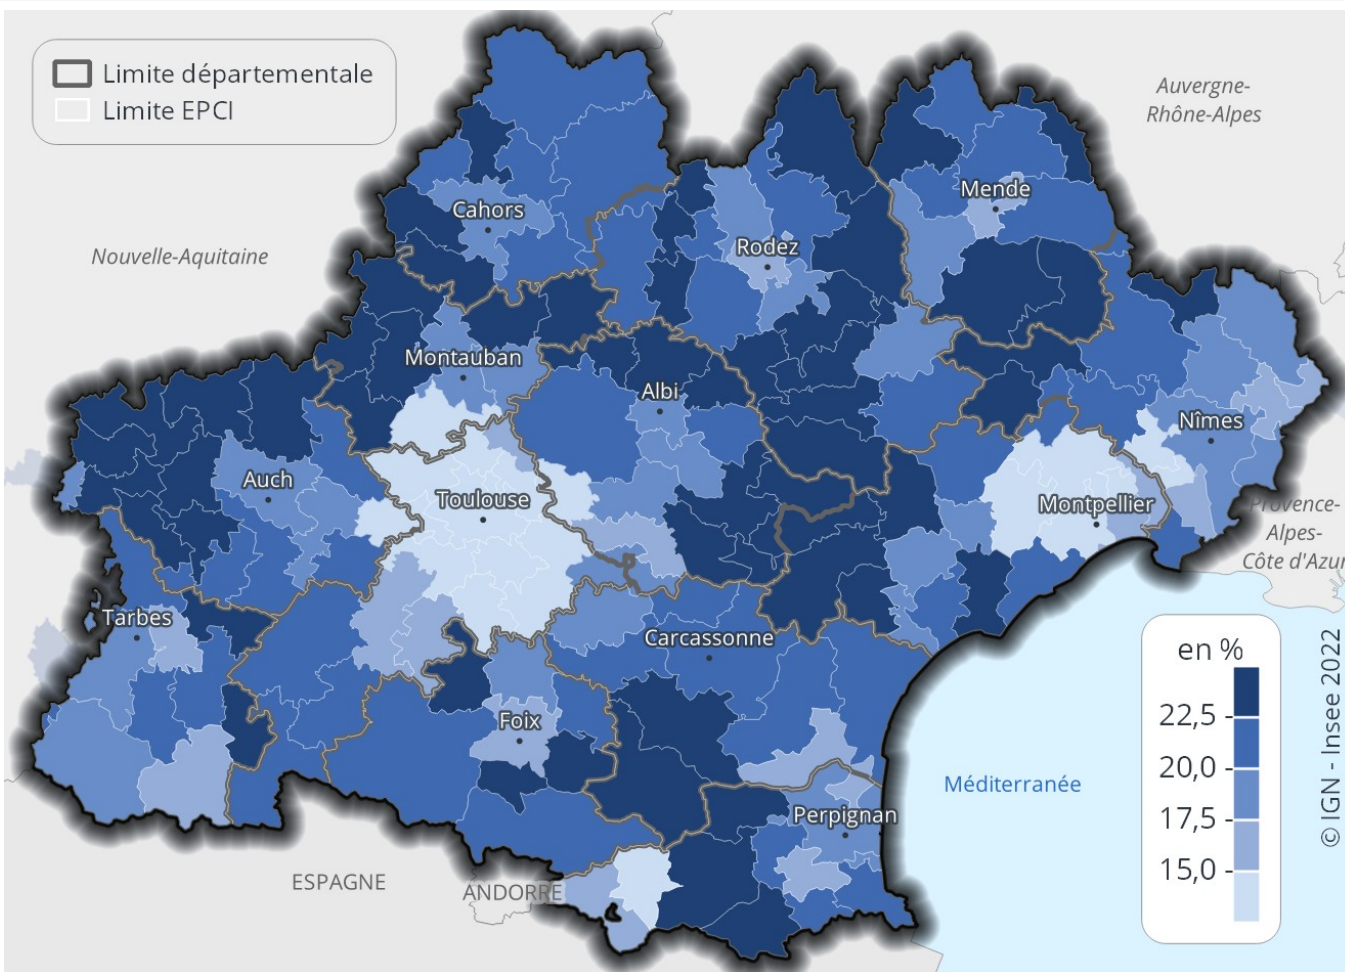 Limite départementale
Limite EPCI
Auvergne-
Rhône-Alpes
Mende
Cahors
Rodez
Nouvelle-Aquitaine
Montauban
Albi
Nîmes
Auch
Toulouse
Montpellier
Provence-
Alpes-
Côte d'Azur
Tarbes
Carcassonne
en %
22,5
20,0
17,5
15,0
Foix
Méditerranée
Perpignan
ESPAGNE
ANDORRE
© IGN - Insee 2022